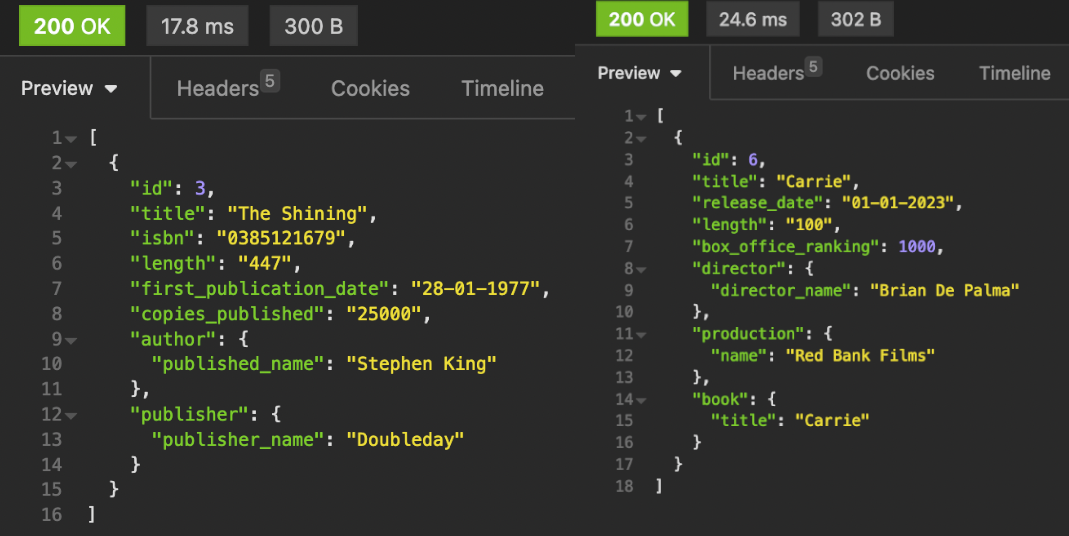 200 OK 17.8 ms 300 B
Preview Headers 5 Cookies Timeline
1 [
2 {
3 "id": 3,
4 "title": "The Shining",
5 "isbn": "0385121679",
6 "length": "447",
7 "first_publication_date": "28-01-1977",
8 "copies_published": "25000",
9 "author": {
10 "published_name": "Stephen King"
11 },
12 "publisher": {
13 "publisher_name": "Doubleday"
14 }
15 }
16 ]
200 OK 24.6 ms 302 B
Preview Headers 5 Cookies Timeline
1 [
2 {
3 "id": 6,
4 "title": "Carrie",
5 "release_date": "01-01-2023",
6 "length": "100",
7 "box_office_ranking": 1000,
8 "director": {
9 "director_name": "Brian De Palma"
10 },
11 "production": {
12 "name": "Red Bank Films"
13 },
14 "book": {
15 "title": "Carrie"
16 }
17 }
18 ]